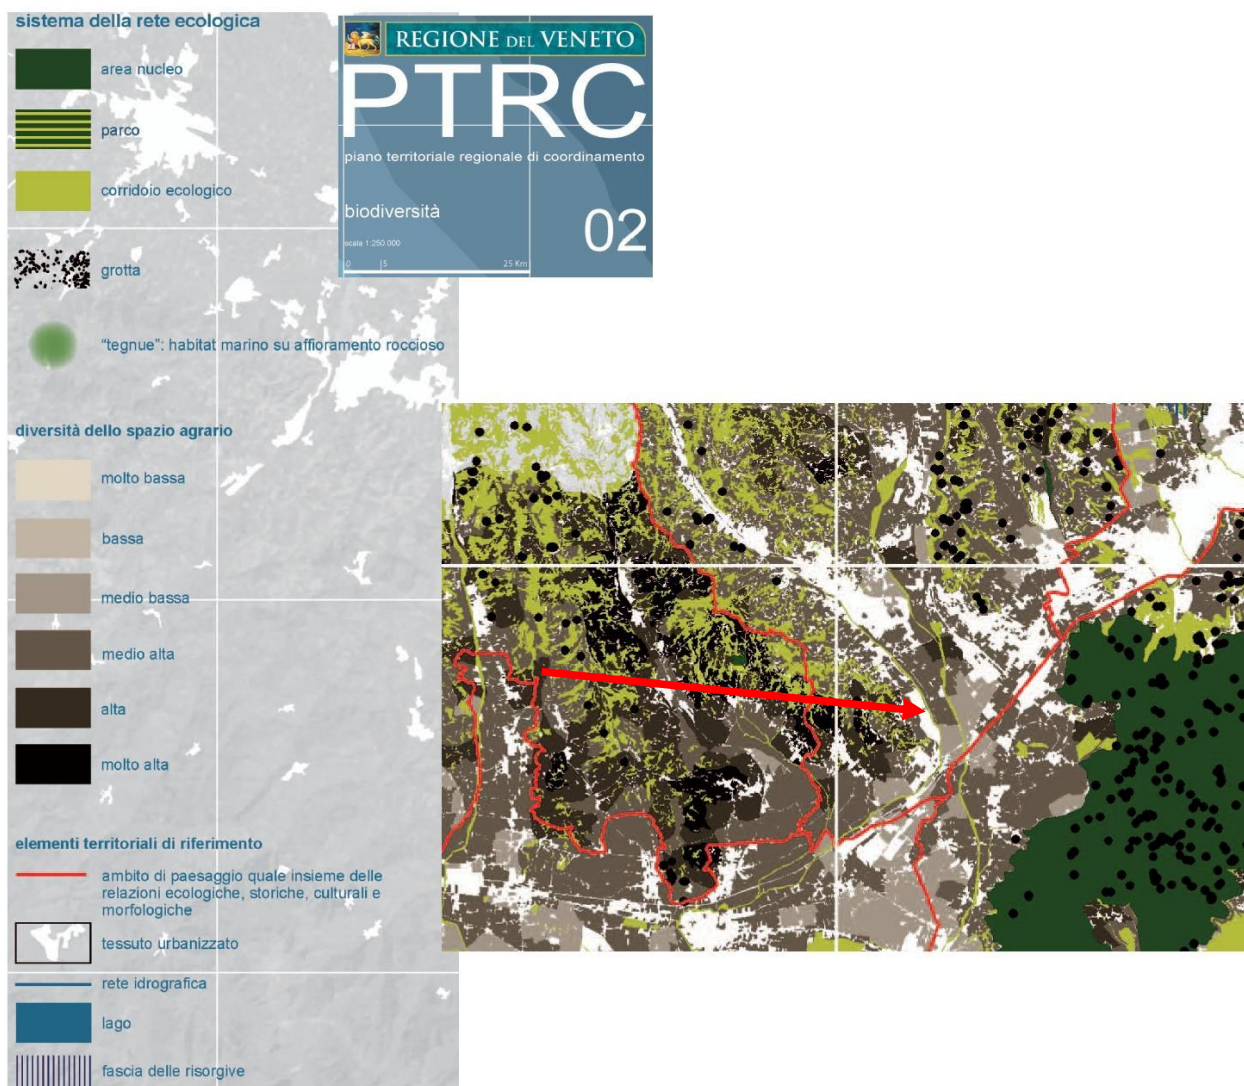 sistema della rete ecologica
area nucleo
parco
corridoio ecologico
grotta
"tegnue": habitat marino su affioramento roccioso
diversità dello spazio agrario
molto bassa
bassa
medio bassa
medio alta
alta
molto alta
elementi territoriali di riferimento
ambito di paesaggio quale insieme delle
relazioni ecologiche, storiche, culturali e
morfologiche
tessuto urbanizzato
rete idrografica
lago
fascia delle risorgive
REGIONE DEL VENETO
PTRC
piano territoriale regionale di coordinamento
biodiversità
02
scala 1:250.000
0 5 25 Km